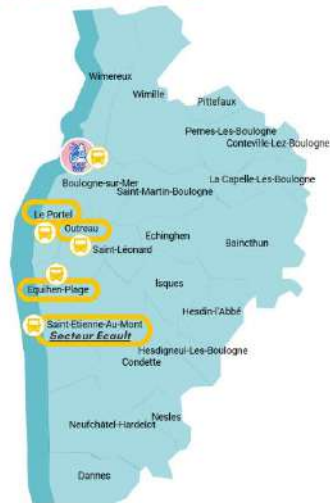 Wimereux
Wimille
Pittefaux
Pernes-Les-Boulogne
Conteville-Lez-Boulogne
Boulogne-sur-Mer
La Capelle-Les-Boulogne
Saint-Martin-Boulogne
Le Portel
Outreau
Echinghen
Baincthun
Saint-Léonard
Isques
Equihen-Plage
Hesdin-l'Abbé
Saint-Etienne-Au-Mont
Secteur Ecault
Hesdigneul-Les-Boulogne
Condette
Nesles
Neufchâtel-Hardelot
Dannes